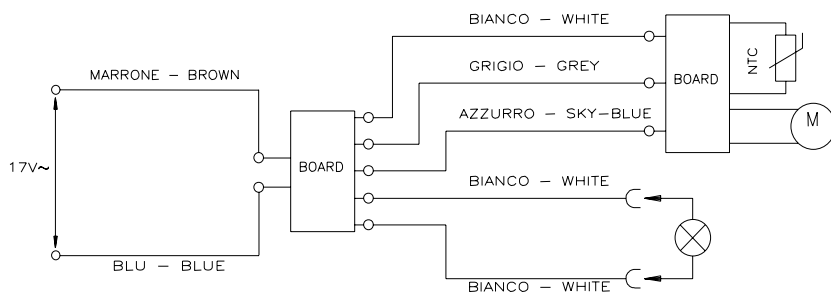 BIANCO – WHITE
MARRONE – BROWN
GRIGIO – GREY
BOARD
NTC
AZZURRO – SKY–BLUE
M
17V~
BOARD
BIANCO – WHITE
BLU – BLUE
BIANCO – WHITE